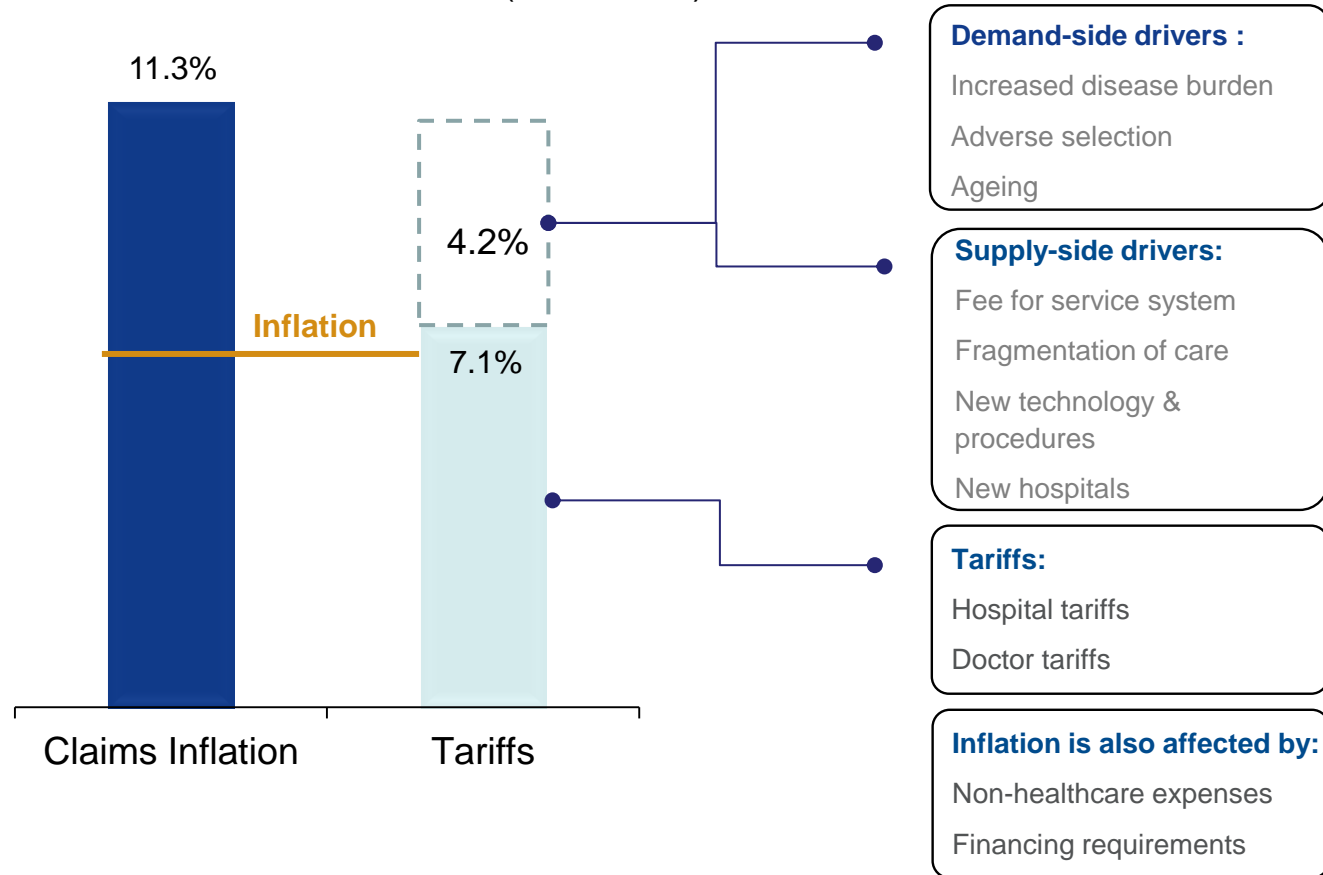 11.3%
4.2%
Inflation
7.1%
Claims Inflation
Tariffs
Demand-side drivers :
Increased disease burden
Adverse selection
Ageing
Supply-side drivers:
Fee for service system
Fragmentation of care
New technology &
procedures
New hospitals
Tariffs:
Hospital tariffs
Doctor tariffs
Inflation is also affected by:
Non-healthcare expenses
Financing requirements